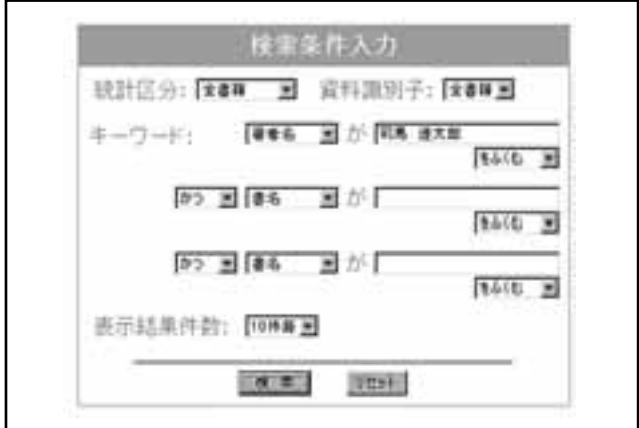 検索条件入力
統計区分: 全書籍 資料識別子: 全書籍
キーワード: 著者名 が 司馬 遼太郎
をふくむ
かつ 書名 が
をふくむ
かつ 書名 が
をふくむ
表示結果件数: 10件毎
検 索 リセット